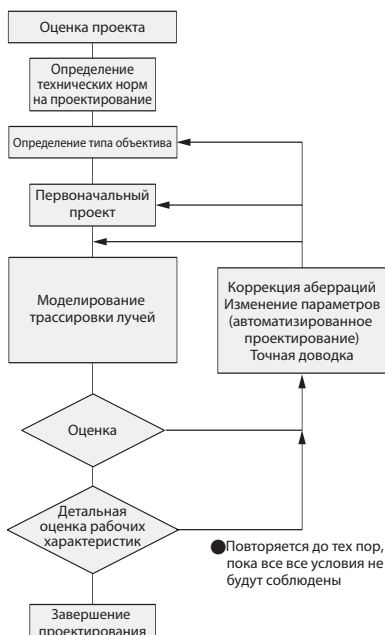 Оценка проекта
Определение
технических норм
на проектирование
Определение типа объектива
Первоначальный
проект
Моделирование
трассировки лучей
Коррекция аберраций
Изменение параметров
(автоматизированное
проектирование)
Точная доводка
Оценка
Детальная
оценка рабочих
характеристик
Повторяется до тех пор,
пока все все условия не
будут соблюдены
Завершение
проектирования